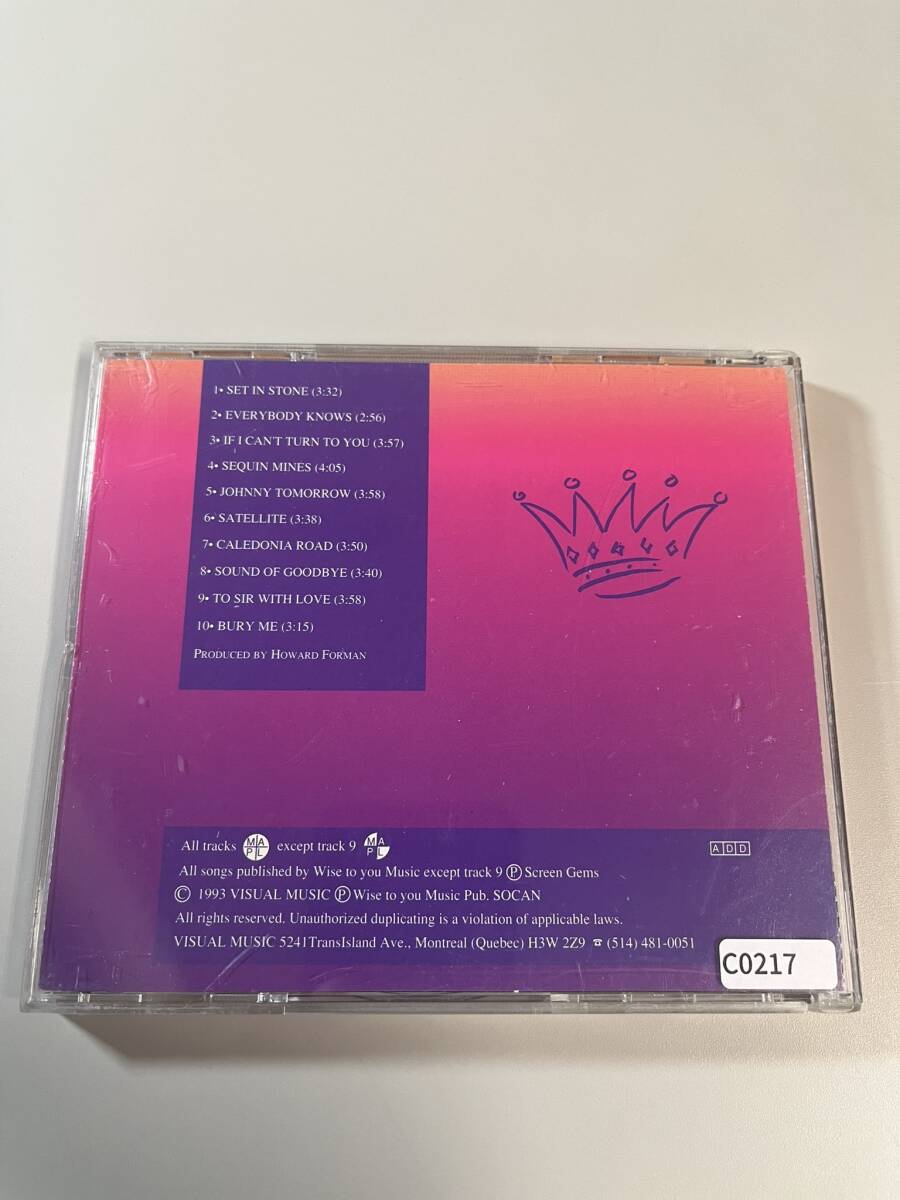 1• SET IN STONE (3:32)
2• EVERYBODY KNOWS (2:56)
3• IF I CAN'T TURN TO YOU (3:57)
4• SEQUIN MINES (4:05)
5• JOHNNY TOMORROW (3:58)
6• SATELLITE (3:38)
7• CALEDONIA ROAD (3:50)
8• SOUND OF GOODBYE (3:40)
9• TO SIR WITH LOVE (3:58)
10• BURY ME (3:15)
PRODUCED BY HOWARD FORMAN
All tracks MAPL except track 9 MAPL
ADD
All songs published by Wise to you Music except track 9 Ⓟ Screen Gems
© 1993 VISUAL MUSIC Ⓟ Wise to you Music Pub. SOCAN
All rights reserved. Unauthorized duplicating is a violation of applicable laws.
VISUAL MUSIC 5241TransIsland Ave., Montreal (Quebec) H3W 2Z9 ☎ (514) 481-0051
C0217